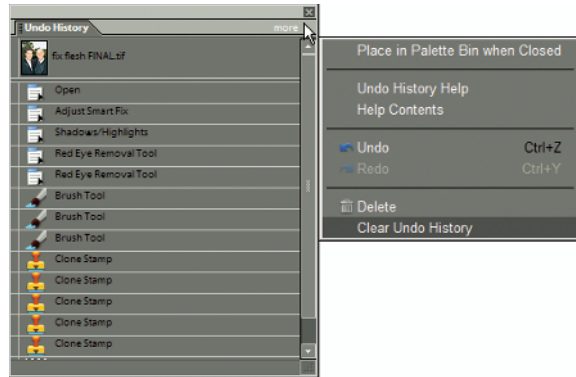 Undo History
more
fix flesh FINAL.tif
Open
Adjust Smart Fix
Shadows/Highlights
Red Eye Removal Tool
Red Eye Removal Tool
Brush Tool
Brush Tool
Brush Tool
Clone Stamp
Clone Stamp
Clone Stamp
Clone Stamp
Clone Stamp
Place in Palette Bin when Closed
Undo History Help
Help Contents
Undo Ctrl+Z
Redo Ctrl+Y
Delete
Clear Undo History